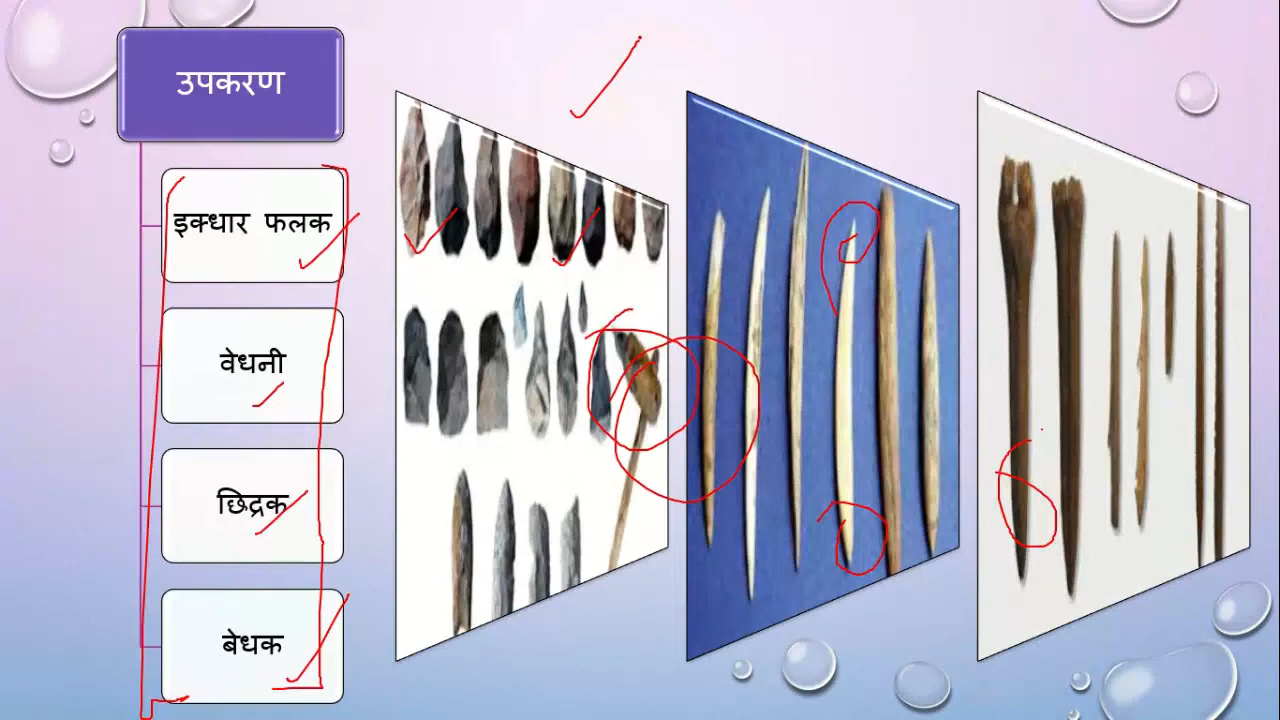 उपकरण
इक्धार फलक
वेधनी
छिद्रक
बेधक